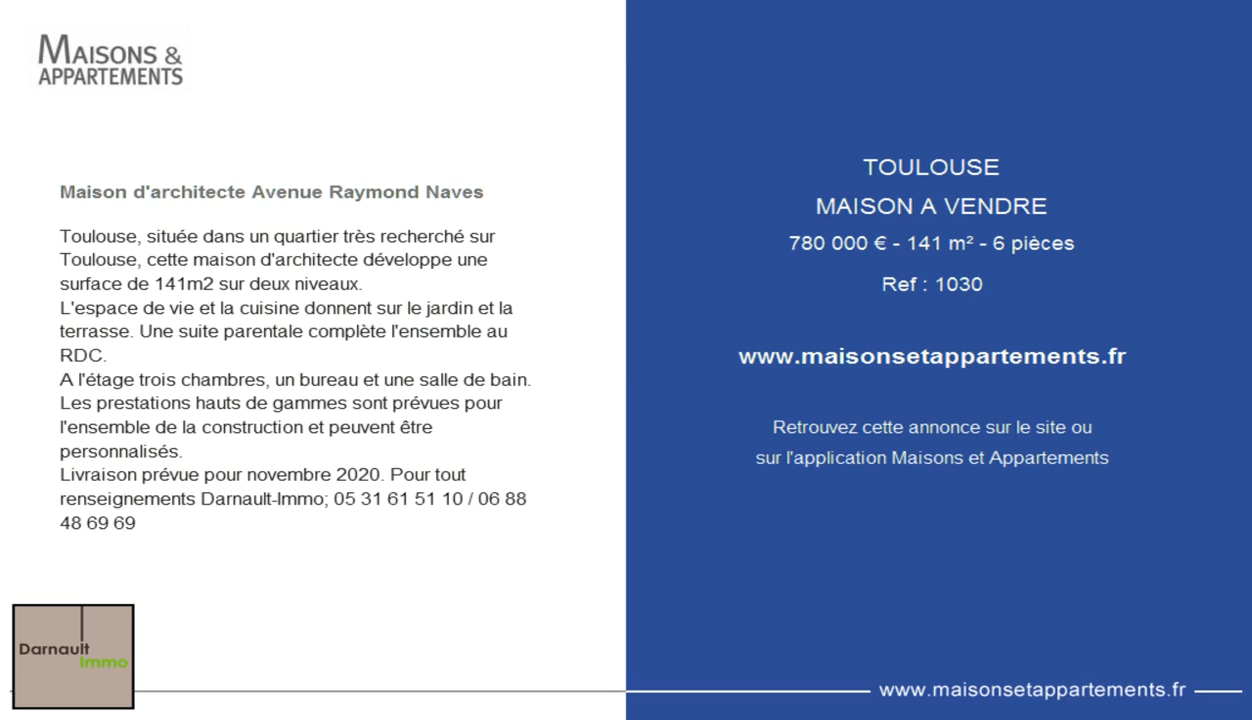 MAISONS &
APPARTEMENTS
Maison d'architecte Avenue Raymond Naves
Toulouse, située dans un quartier très recherché sur
Toulouse, cette maison d'architecte développe une
surface de 141m2 sur deux niveaux.
L'espace de vie et la cuisine donnent sur le jardin et la
terrasse. Une suite parentale complète l'ensemble au
RDC.
A l'étage trois chambres, un bureau et une salle de bain.
Les prestations hauts de gammes sont prévues pour
l'ensemble de la construction et peuvent être
personnalisés.
Livraison prévue pour novembre 2020. Pour tout
renseignements Darnault-Immo; 05 31 61 51 10 / 06 88
48 69 69
Darnault
Immo
TOULOUSE
MAISON A VENDRE
780 000 € - 141 m² - 6 pièces
Ref : 1030
www.maisonsetappartements.fr
Retrouvez cette annonce sur le site ou
sur l'application Maisons et Appartements
www.maisonsetappartements.fr